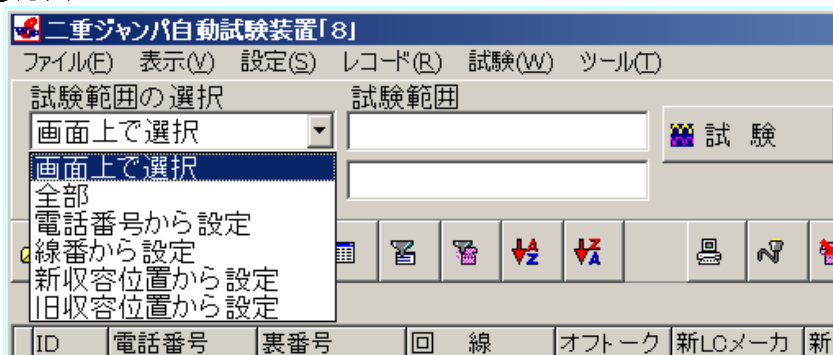 二重ジャンパ自動試験装置「8」
ファイル(F) 表示(V) 設定(S) レコード(R) 試験(W) ツール(T)
試験範囲の選択 試験範囲
画面上で選択
試 験
画面上で選択
全部
電話番号から設定
線番から設定
新収容位置から設定
旧収容位置から設定
ID 電話番号 裏番号 回 線 オフトーク 新LCメーカ 新